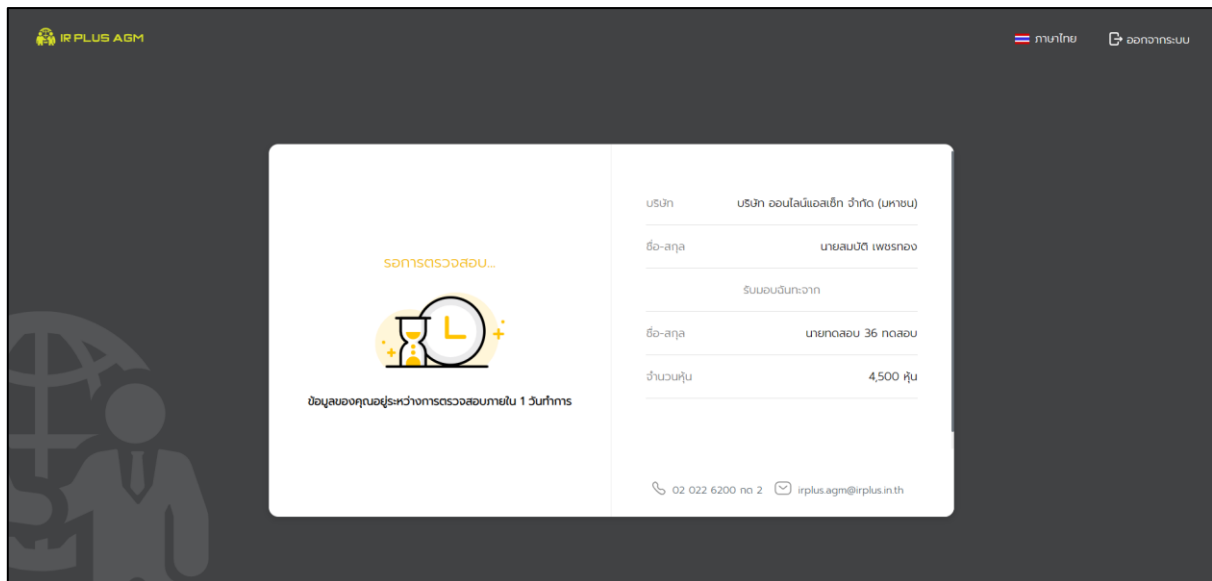 IR PLUS AGM
ภาษาไทย
ออกจากระบบ
รอการตรวจสอบ...
ข้อมูลของคุณอยู่ระหว่างการตรวจสอบภายใน 1 วันทำการ
บริษัท บริษัท ออนไลน์แอสเซ็ท จำกัด (มหาชน)
ชื่อ-สกุล นายสมบัติ เพชรทอง
รับมอบฉันทะจาก
ชื่อ-สกุล นายทดสอบ 36 ทดสอบ
จำนวนหุ้น 4,500 หุ้น
02 022 6200 กด 2 irplus.agm@irplus.in.th